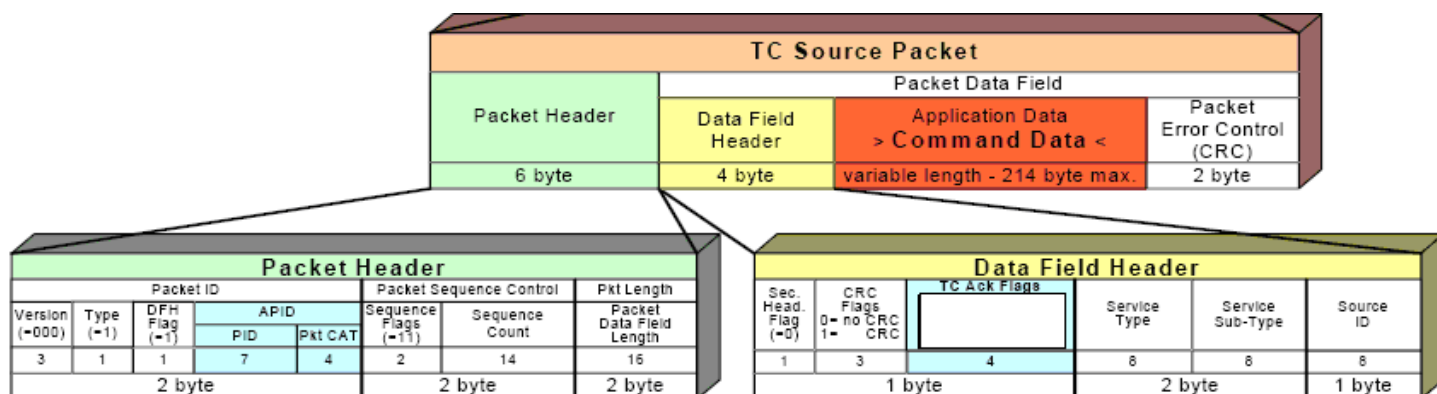 TC Source Packet
Packet Header
Packet Data Field
Data Field
Header
Application Data
> Command Data <
Packet
Error Control
(CRC)
6 byte
4 byte
variable length - 214 byte max.
2 byte
Packet Header
Packet ID
Packet Sequence Control
Pkt Length
Version
(=000)
Type
(=1)
DFH
Flag
(=1)
APID
PID
Pkt CAT
Sequence
Flags
(=11)
Sequence
Count
Packet
Data Field
Length
3
1
1
7
4
2
14
16
2 byte
2 byte
2 byte
Data Field Header
Sec.
Head.
Flag
(=0)
CRC
Flags
0= no CRC
1= CRC
TC Ack Flags
Service
Type
Service
Sub-Type
Source
ID
1
3
4
8
8
8
1 byte
2 byte
1 byte